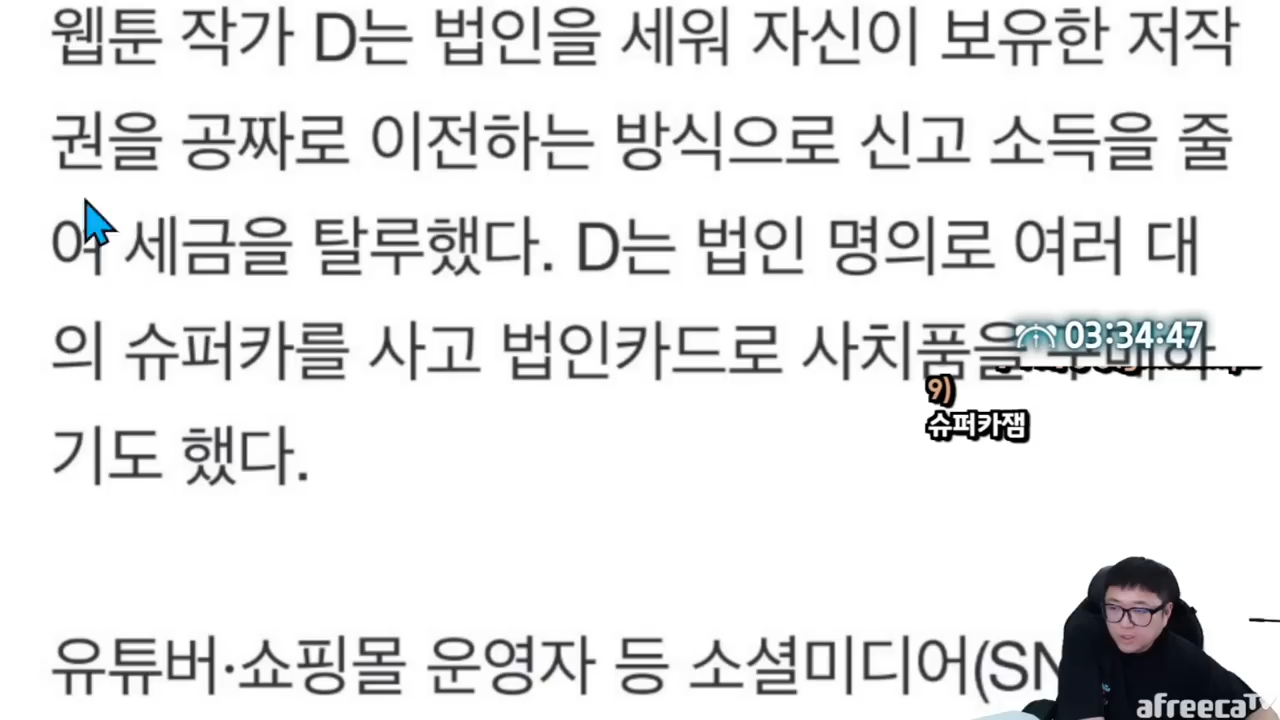 웹툰 작가 D는 법인을 세워 자신이 보유한 저작
권을 공짜로 이전하는 방식으로 신고 소득을 줄
여 세금을 탈루했다. D는 법인 명의로 여러 대
의 슈퍼카를 사고 법인카드로 사치품을
03:34:47
9)
슈퍼카잼
기도 했다.
유튜버·쇼핑몰 운영자 등 소셜미디어(SN
afreecaTV